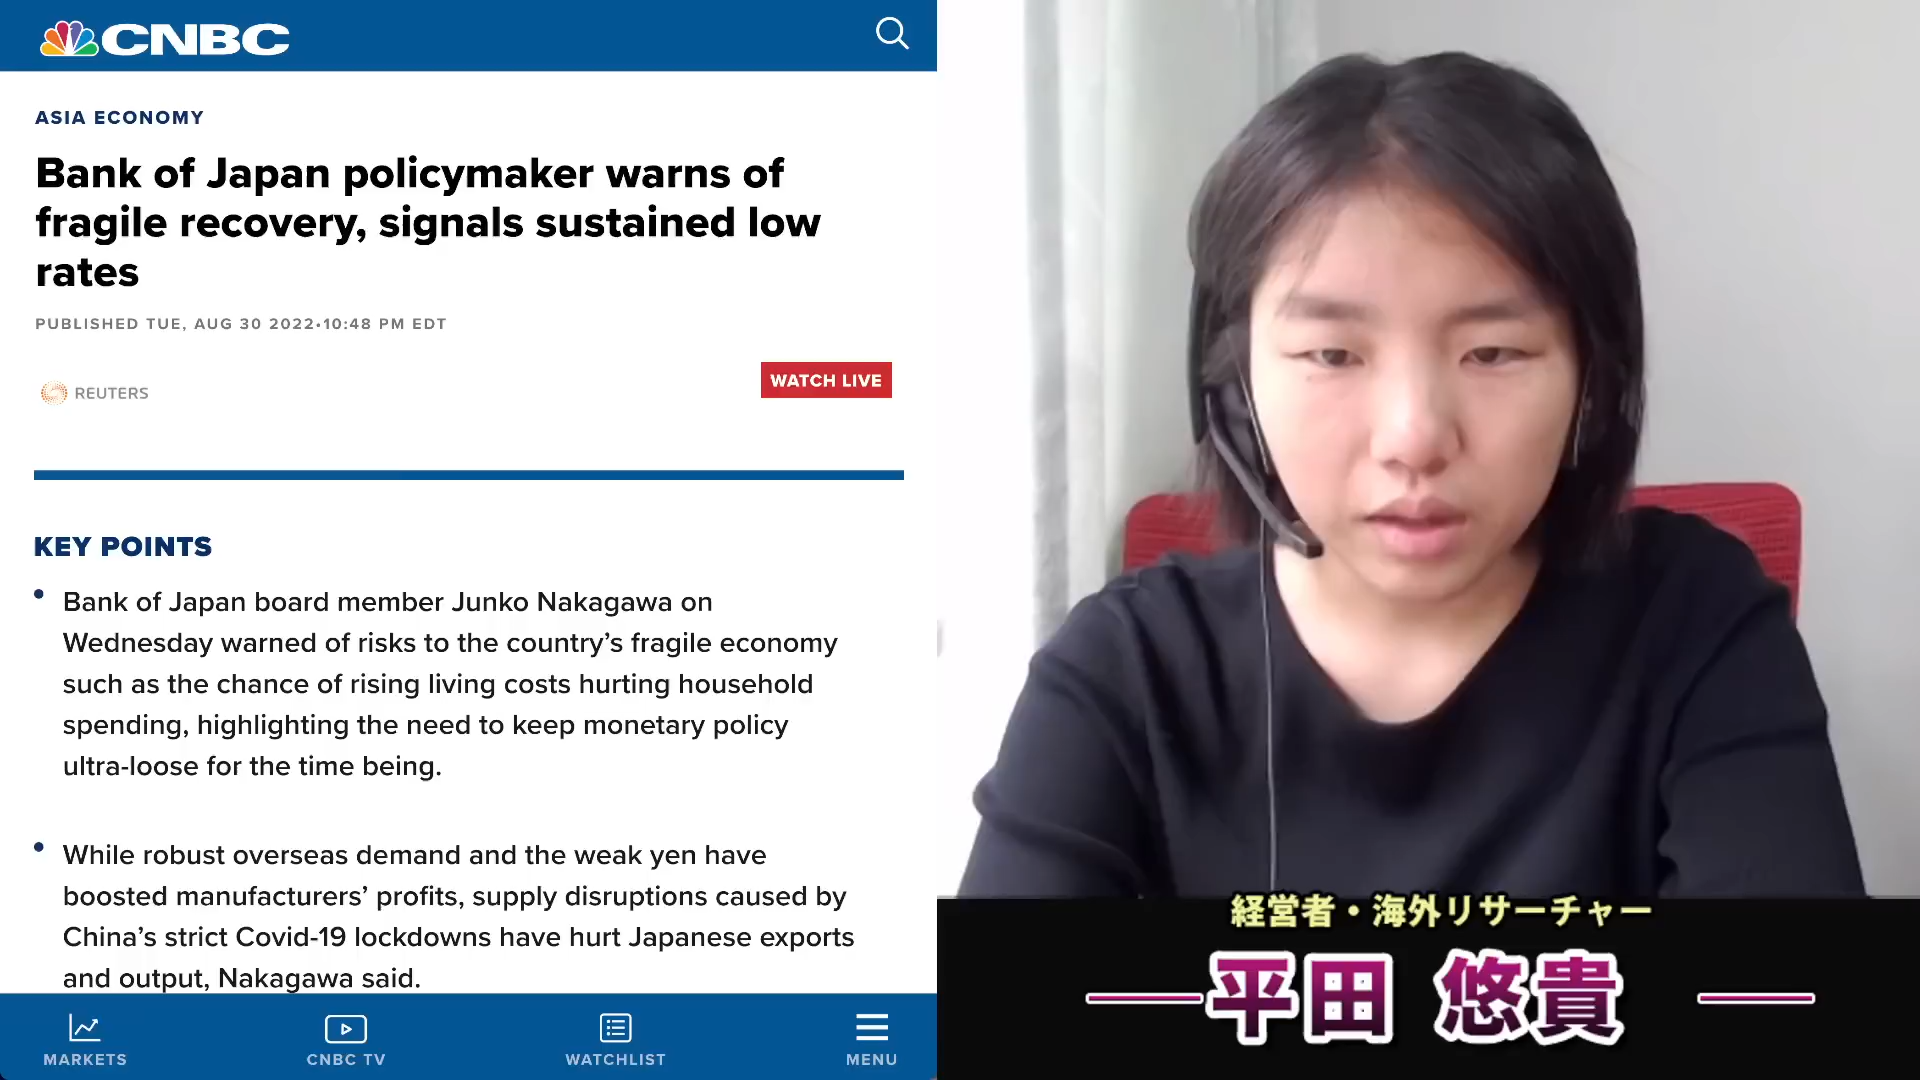 CNBC
ASIA ECONOMY
Bank of Japan policymaker warns of
fragile recovery, signals sustained low
rates
PUBLISHED TUE, AUG 30 2022•10:48 PM EDT
REUTERS
WATCH LIVE
KEY POINTS
• Bank of Japan board member Junko Nakagawa on
Wednesday warned of risks to the country’s fragile economy
such as the chance of rising living costs hurting household
spending, highlighting the need to keep monetary policy
ultra-loose for the time being.
• While robust overseas demand and the weak yen have
boosted manufacturers’ profits, supply disruptions caused by
China’s strict Covid-19 lockdowns have hurt Japanese exports
and output, Nakagawa said.
MARKETS
CNBC TV
WATCHLIST
MENU
経営者・海外リサーチャー
平田 悠貴